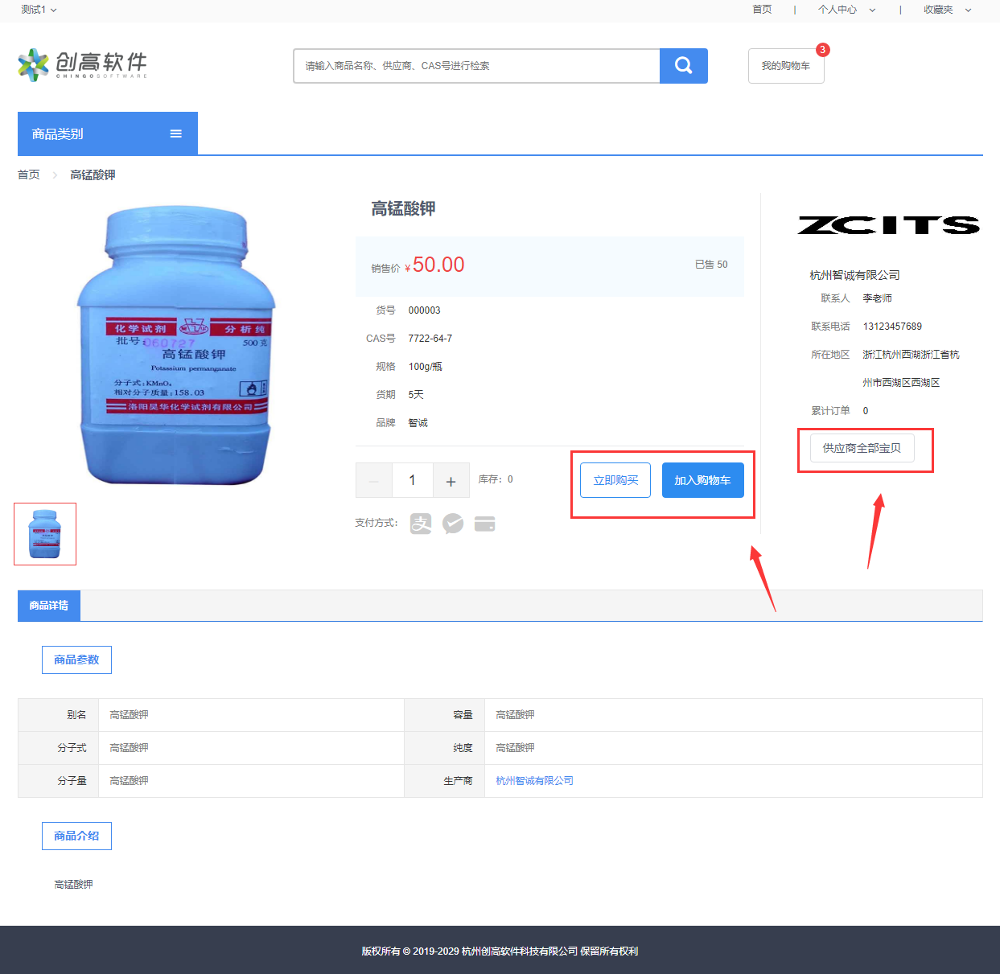 测试1
首页 | 个人中心 | 收藏夹
创高软件
CHINGOSOFTWARE
请输入商品名称、供应商、CAS号进行检索
我的购物车
3
商品类别
首页 高锰酸钾
化学试剂 分析纯
批号:060727 500克
高锰酸钾
Potassium permanganate
分子式:KMnO₄
相对分子质量:158.03
洛阳昊华化学试剂有限公司
高锰酸钾
销售价 ¥50.00 已售 50
货号 000003
CAS号 7722-64-7
规格 100g/瓶
货期 5天
品牌 智诚
1 + 库存:0
立即购买 加入购物车
支付方式:
支
ZCITS
杭州智诚有限公司
联系人 李老师
联系电话 13123457689
所在地区 浙江杭州西湖浙江省杭
州市西湖区西湖区
累计订单 0
供应商全部宝贝
商品详情
商品参数
别名 高锰酸钾 容量 高锰酸钾
分子式 高锰酸钾 纯度 高锰酸钾
分子量 高锰酸钾 生产商 杭州智诚有限公司
商品介绍
高锰酸钾
版权所有 © 2019-2029 杭州创高软件科技有限公司 保留所有权利